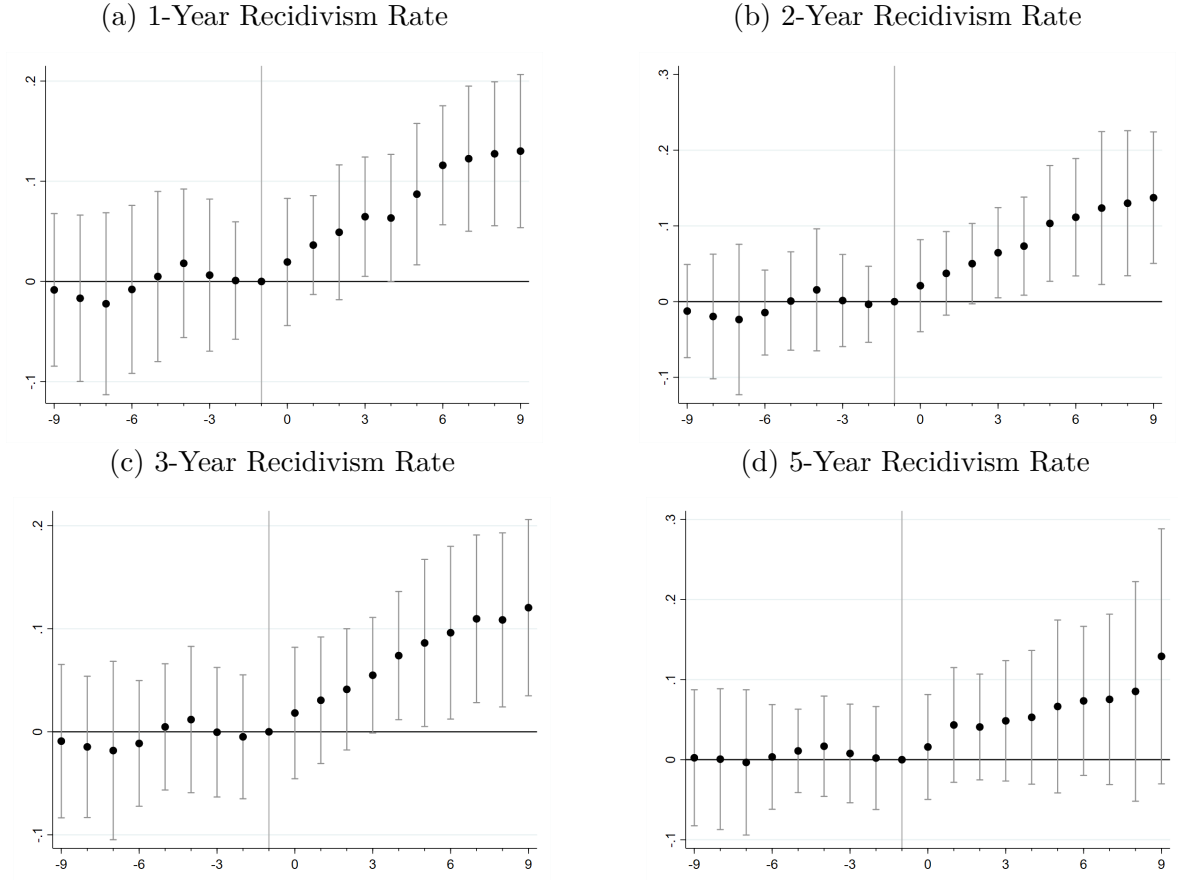 (a) 1-Year Recidivism Rate
.2
.1
0
-.1
-9 -6 -3 0 3 6 9
(b) 2-Year Recidivism Rate
.3
.2
.1
0
-.1
-9 -6 -3 0 3 6 9
(c) 3-Year Recidivism Rate
.2
.1
0
-.1
-9 -6 -3 0 3 6 9
(d) 5-Year Recidivism Rate
.3
.2
.1
0
-.1
-9 -6 -3 0 3 6 9